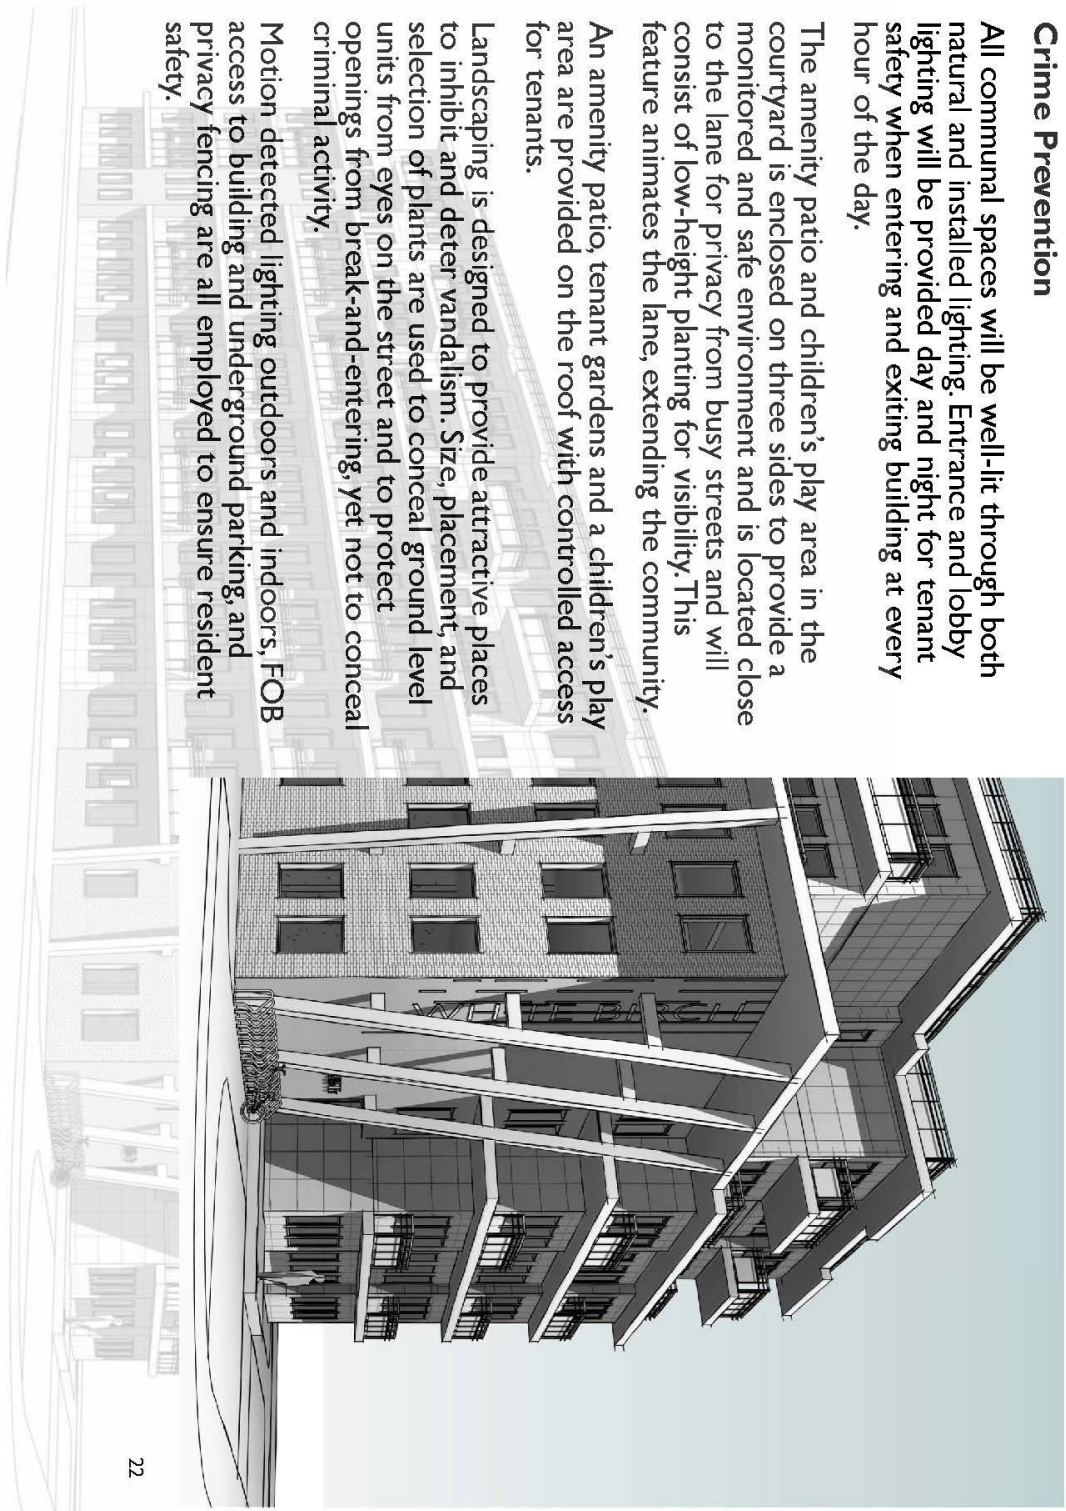 Crime Prevention
All communal spaces will be well-lit through both
natural and installed lighting. Entrance and lobby
lighting will be provided day and night for tenant
safety when entering and exiting building at every
hour of the day.
The amenity patio and children's play area in the
courtyard is enclosed on three sides to provide a
monitored and safe environment and is located close
to the lane for privacy from busy streets and will
consist of low-height planting for visibility. This
feature animates the lane, extending the community.
An amenity patio, tenant gardens and a children's play
area are provided on the roof with controlled access
for tenants.
Landscaping is designed to provide attractive places
to inhibit and deter vandalism. Size, placement, and
selection of plants are used to conceal ground level
units from eyes on the street and to protect
openings from break-and-entering, yet not to conceal
criminal activity.
Motion detected lighting outdoors and indoors, FOB
access to building and underground parking, and
privacy fencing are all employed to ensure resident
safety.
WHITE BIRCH
22